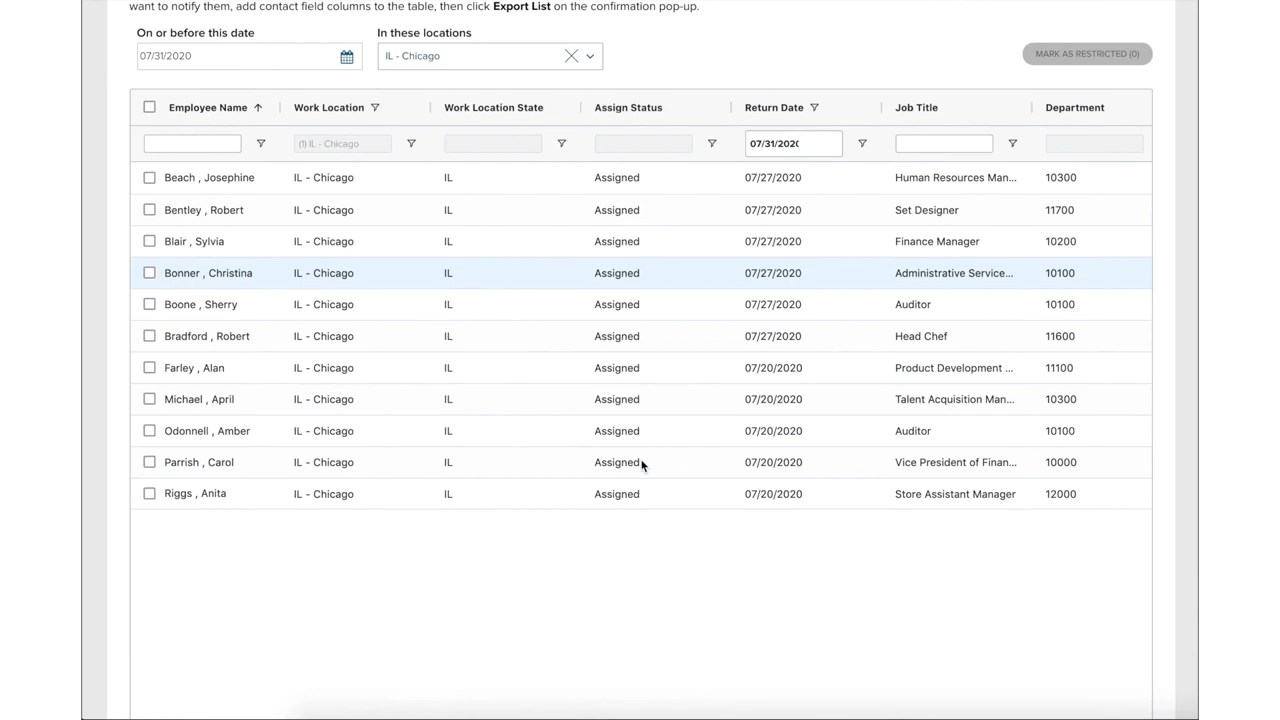 want to notify them, add contact field columns to the table, then click Export List on the confirmation pop-up.
On or before this date In these locations
07/31/2020 IL - Chicago MARK AS RESTRICTED (0)
Employee Name Work Location Work Location State Assign Status Return Date Job Title Department
(1) IL - Chicago 07/31/202
Beach , Josephine IL - Chicago IL Assigned 07/27/2020 Human Resources Man... 10300
Bentley , Robert IL - Chicago IL Assigned 07/27/2020 Set Designer 11700
Blair , Sylvia IL - Chicago IL Assigned 07/27/2020 Finance Manager 10200
Bonner , Christina IL - Chicago IL Assigned 07/27/2020 Administrative Service... 10100
Boone , Sherry IL - Chicago IL Assigned 07/27/2020 Auditor 10100
Bradford , Robert IL - Chicago IL Assigned 07/27/2020 Head Chef 11600
Farley , Alan IL - Chicago IL Assigned 07/20/2020 Product Development ... 11100
Michael , April IL - Chicago IL Assigned 07/20/2020 Talent Acquisition Man... 10300
Odonnell , Amber IL - Chicago IL Assigned 07/20/2020 Auditor 10100
Parrish , Carol IL - Chicago IL Assigned 07/20/2020 Vice President of Finan... 10000
Riggs , Anita IL - Chicago IL Assigned 07/20/2020 Store Assistant Manager 12000